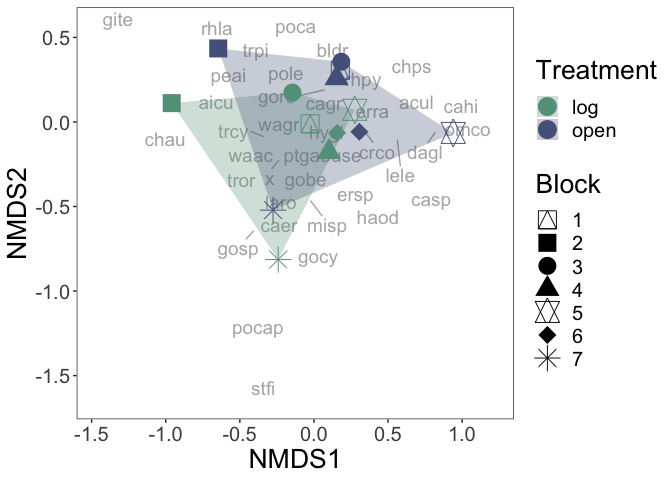 gite
poca
rhla
0.5
trpi
bldr
chps
peai
pole
hpy
aicu
cagr
erra
acul
cahi
0.0
wagr
trcy
chau
waac
crco
dagl
tror
x
gobe
lele
ersp
casp
-0.5
haod
caer
misp
gosp
gocy
-1.0
pocap
stfi
-1.5
-1.5
-1.0
-0.5
0.0
0.5
1.0
NMDS1
NMDS2
Treatment
log
open
Block
1
2
3
4
5
6
7